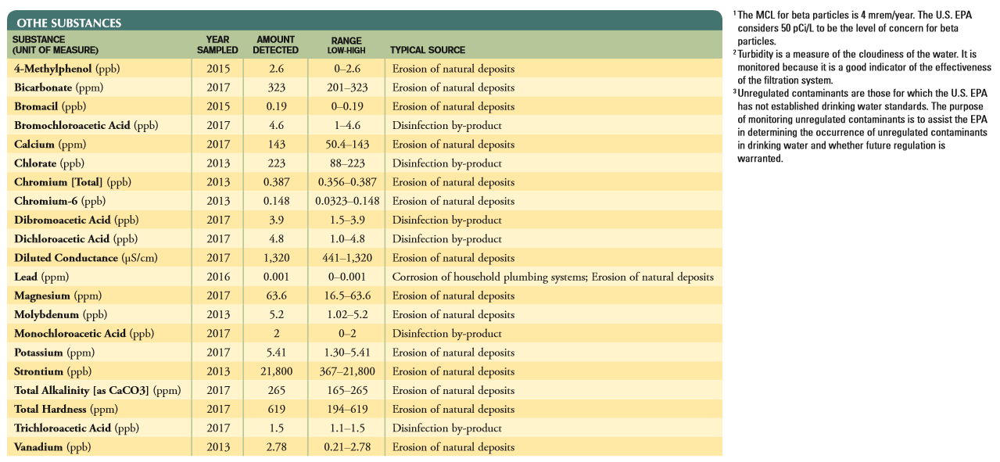 OTHE SUBSTANCES
SUBSTANCE (UNIT OF MEASURE) YEAR SAMPLED AMOUNT DETECTED RANGE LOW-HIGH TYPICAL SOURCE
4-Methylphenol (ppb) 2015 2.6 0–2.6 Erosion of natural deposits
Bicarbonate (ppm) 2017 323 201–323 Erosion of natural deposits
Bromacil (ppb) 2015 0.19 0–0.19 Erosion of natural deposits
Bromochloroacetic Acid (ppb) 2017 4.6 1–4.6 Disinfection by-product
Calcium (ppm) 2017 143 50.4–143 Erosion of natural deposits
Chlorate (ppb) 2013 223 88–223 Disinfection by-product
Chromium [Total] (ppb) 2013 0.387 0.356–0.387 Erosion of natural deposits
Chromium-6 (ppb) 2013 0.148 0.0323–0.148 Erosion of natural deposits
Dibromoacetic Acid (ppb) 2017 3.9 1.5–3.9 Disinfection by-product
Dichloroacetic Acid (ppb) 2017 4.8 1.0–4.8 Disinfection by-product
Diluted Conductance (µS/cm) 2017 1,320 441–1,320 Erosion of natural deposits
Lead (ppm) 2016 0.001 0–0.001 Corrosion of household plumbing systems; Erosion of natural deposits
Magnesium (ppm) 2017 63.6 16.5–63.6 Erosion of natural deposits
Molybdenum (ppb) 2013 5.2 1.02–5.2 Erosion of natural deposits
Monochloroacetic Acid (ppb) 2017 2 0–2 Disinfection by-product
Potassium (ppm) 2017 5.41 1.30–5.41 Erosion of natural deposits
Strontium (ppb) 2013 21,800 367–21,800 Erosion of natural deposits
Total Alkalinity [as CaCO3] (ppm) 2017 265 165–265 Erosion of natural deposits
Total Hardness (ppm) 2017 619 194–619 Erosion of natural deposits
Trichloroacetic Acid (ppb) 2017 1.5 1.1–1.5 Disinfection by-product
Vanadium (ppb) 2013 2.78 0.21–2.78 Erosion of natural deposits
¹ The MCL for beta particles is 4 mrem/year. The U.S. EPA
considers 50 pCi/L to be the level of concern for beta
particles.
² Turbidity is a measure of the cloudiness of the water. It is
monitored because it is a good indicator of the effectiveness
of the filtration system.
³ Unregulated contaminants are those for which the U.S. EPA
has not established drinking water standards. The purpose
of monitoring unregulated contaminants is to assist the EPA
in determining the occurrence of unregulated contaminants
in drinking water and whether future regulation is
warranted.